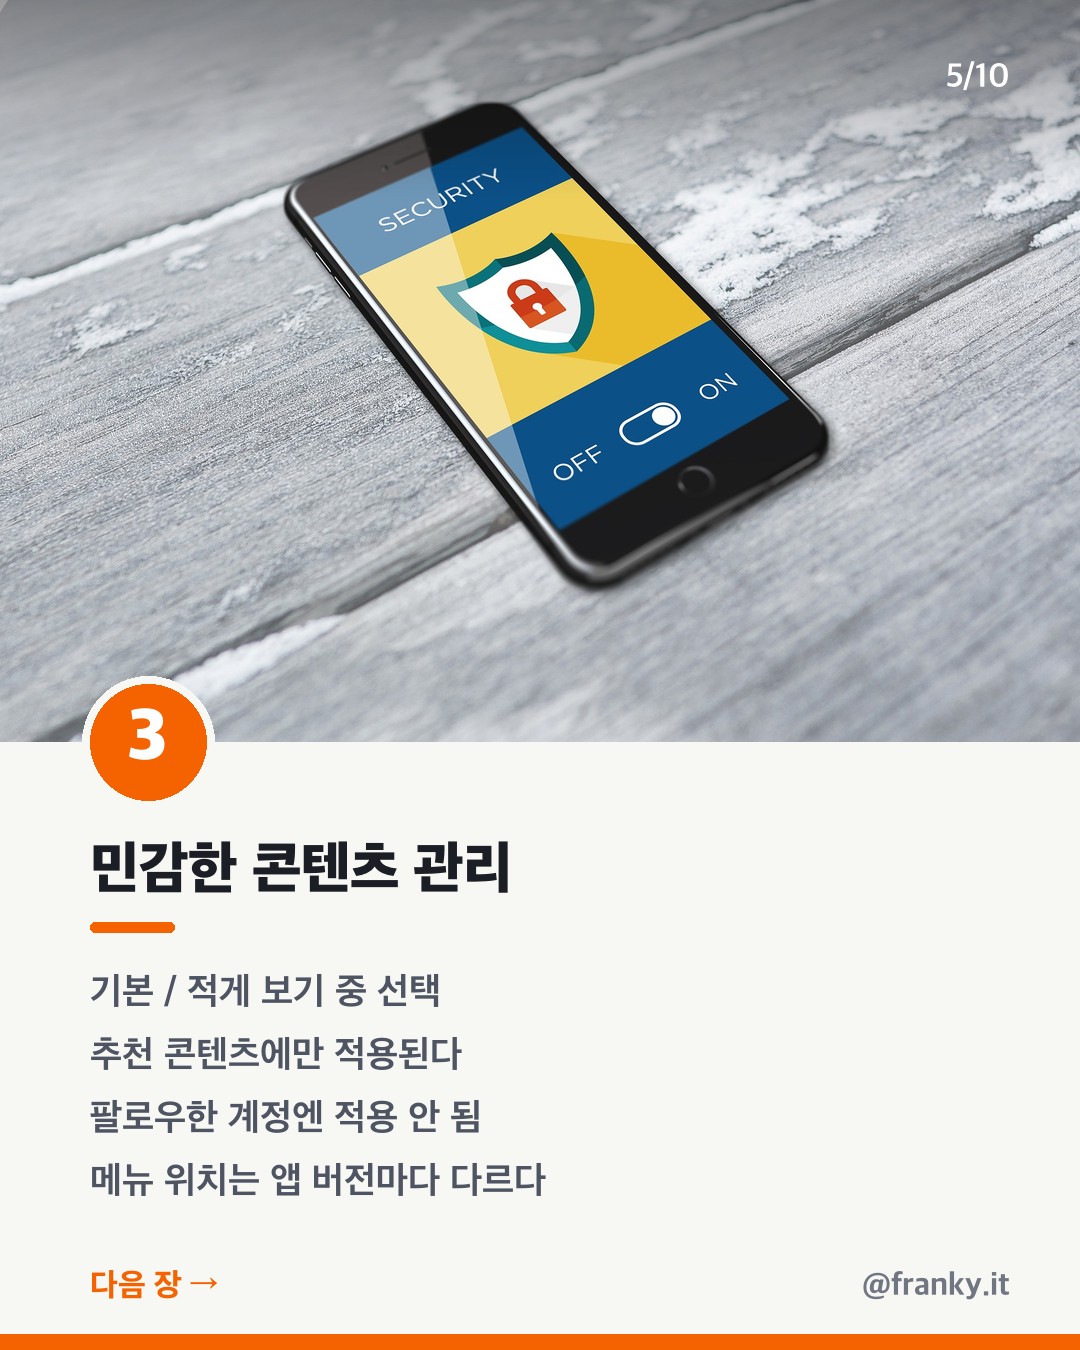 5/10
SECURITY
OFF
ON
3
민감한 콘텐츠 관리
기본 / 적게 보기 중 선택
추천 콘텐츠에만 적용된다
팔로우한 계정엔 적용 안 됨
메뉴 위치는 앱 버전마다 다르다
다음 장 →
@franky.it